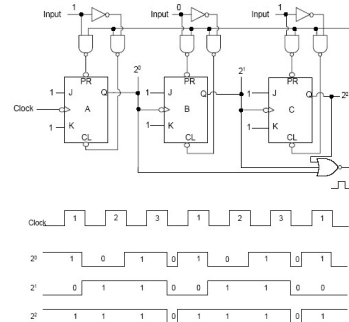 Input 1 Input 0 Input 1
PR PR PR
1 J Q 2⁰ 1 J Q 2¹ 1 J Q 2²
Clock A B C
1 K 1 K 1 K
CL CL CL
Clock 1 2 3 1 2 3 1
2⁰ 1 0 1 0 1 0 1 0 1
2¹ 0 1 1 0 0 1 1 0 0
2² 1 1 1 0 1 1 1 0 1